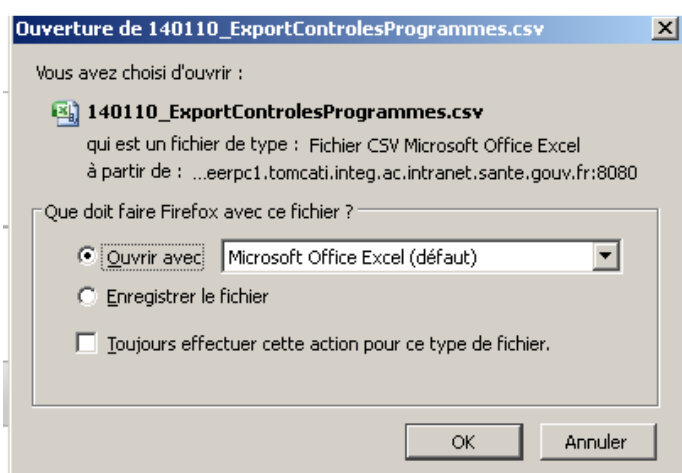 Ouverture de 140110_ExportControlesProgrammes.csv
Vous avez choisi d'ouvrir :
140110_ExportControlesProgrammes.csv
qui est un fichier de type : Fichier CSV Microsoft Office Excel
à partir de : ...eerpc1.tomcati.integ.ac.intranet.sante.gouv.fr:8080
Que doit faire Firefox avec ce fichier ?
Ouvrir avec Microsoft Office Excel (défaut)
Enregistrer le fichier
Toujours effectuer cette action pour ce type de fichier.
OK Annuler